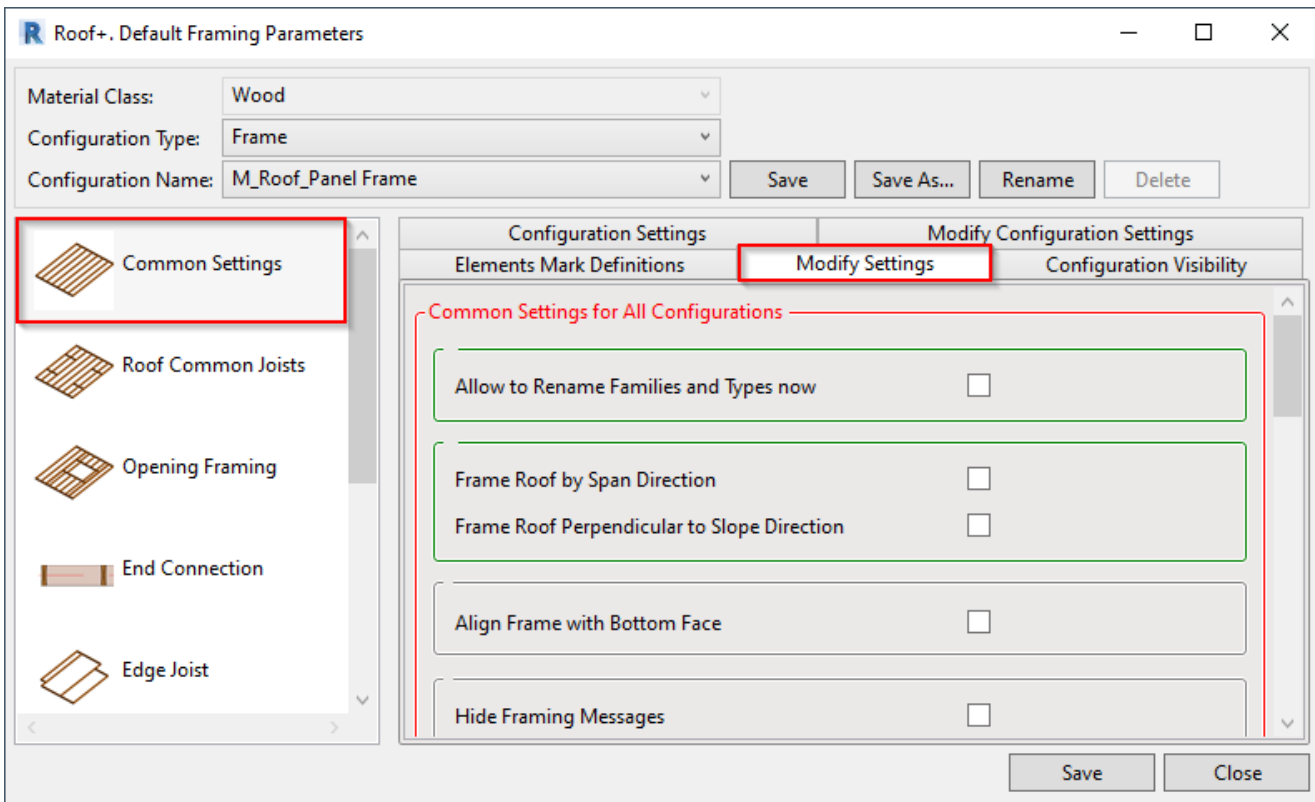 Roof+. Default Framing Parameters
Material Class: Wood
Configuration Type: Frame
Configuration Name: M_Roof_Panel Frame Save Save As... Rename Delete
Common Settings
Roof Common Joists
Opening Framing
End Connection
Edge Joist
Configuration Settings Modify Configuration Settings
Elements Mark Definitions Modify Settings Configuration Visibility
Common Settings for All Configurations
Allow to Rename Families and Types now
Frame Roof by Span Direction
Frame Roof Perpendicular to Slope Direction
Align Frame with Bottom Face
Hide Framing Messages
Save Close